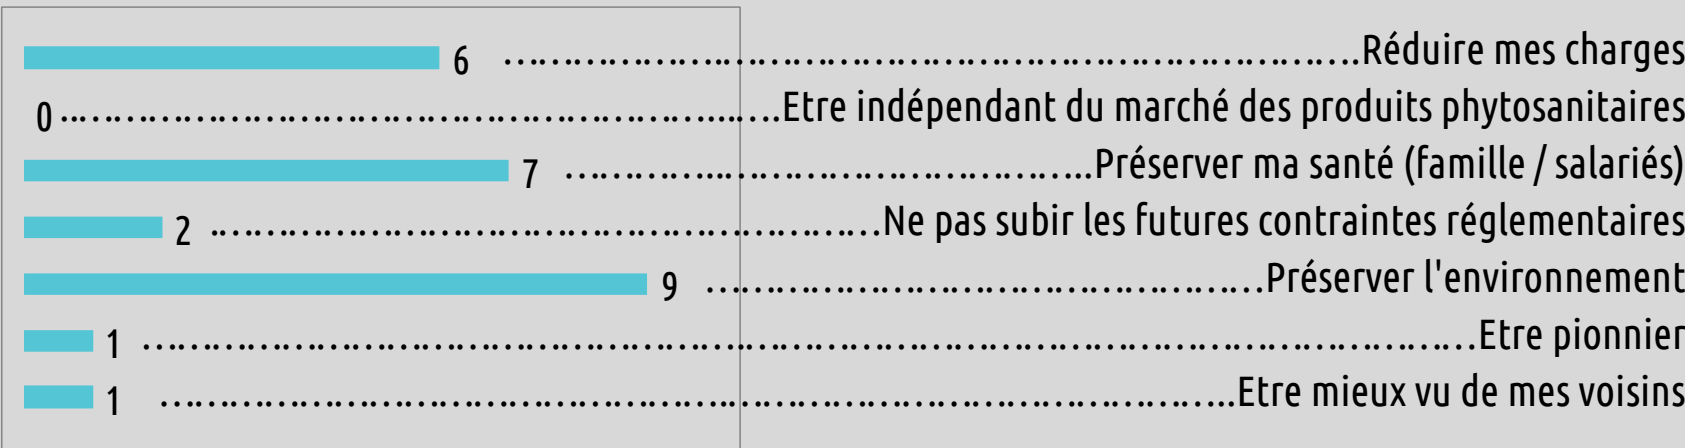 6 ……………………………………………………………………Réduire mes charges
0 ……………………………………………………….Etre indépendant du marché des produits phytosanitaires
7 …………………………………………..Préserver ma santé (famille / salariés)
2 ……………………………………………………Ne pas subir les futures contraintes réglementaires
9 ……………………………………………Préserver l'environnement
1 ……………………………………………………………………………………………Etre pionnier
1 ……………………………………………………………………………………..Etre mieux vu de mes voisins